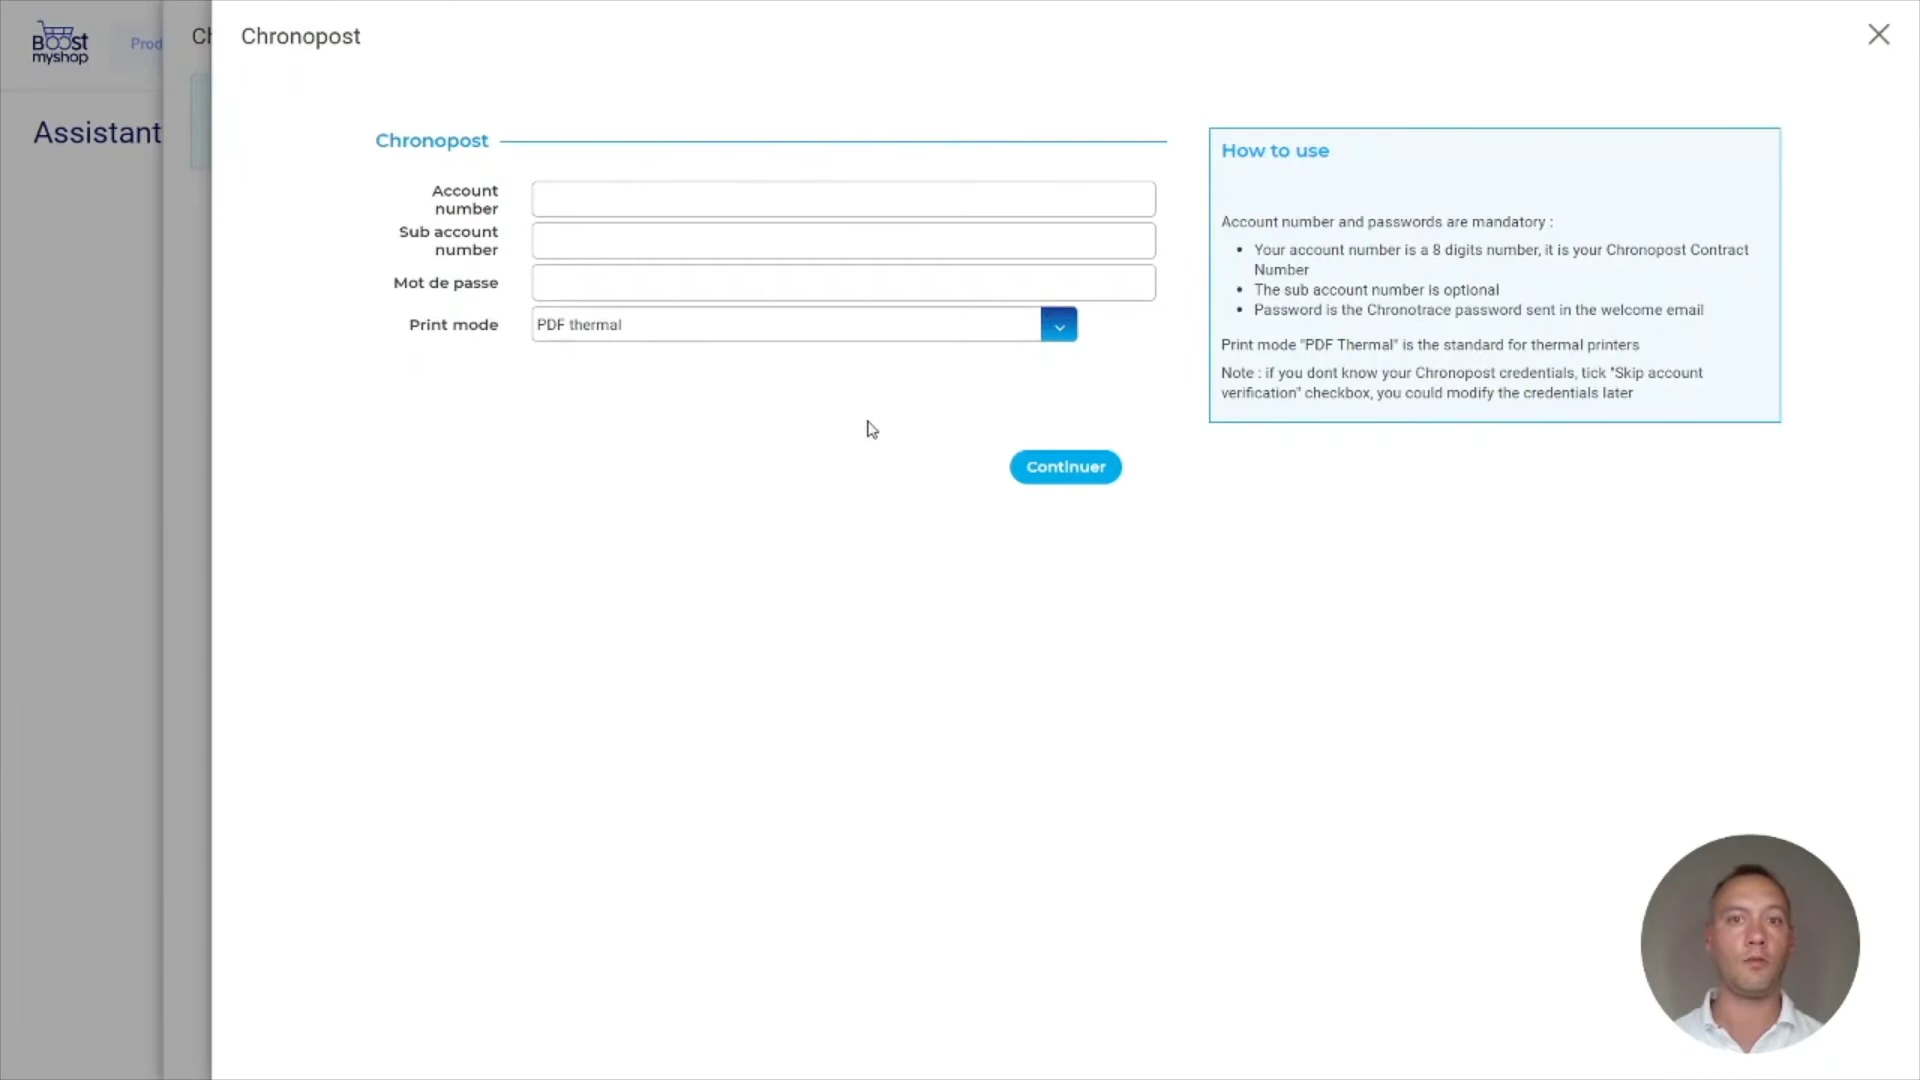 BOOST
myshop
Prod
Ch
Chronopost
Assistant
Chronopost
Account
number
Sub account
number
Mot de passe
Print mode
PDF thermal
Continuer
How to use
Account number and passwords are mandatory :
Your account number is a 8 digits number, it is your Chronopost Contract
Number
The sub account number is optional
Password is the Chronotrace password sent in the welcome email
Print mode "PDF Thermal" is the standard for thermal printers
Note : if you dont know your Chronopost credentials, tick "Skip account
verification" checkbox, you could modify the credentials later